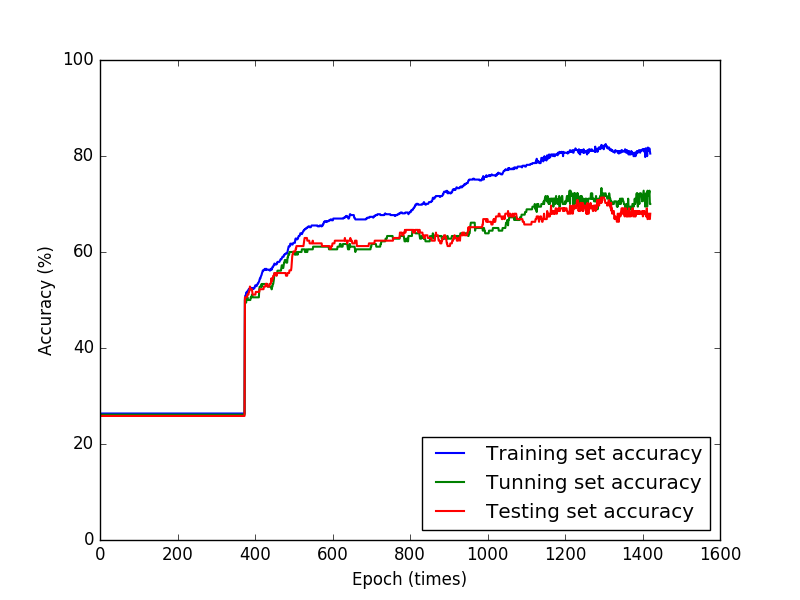 100
80
60
40
20
0
Accuracy (%)
Training set accuracy
Tunning set accuracy
Testing set accuracy
0 200 400 600 800 1000 1200 1400 1600
Epoch (times)